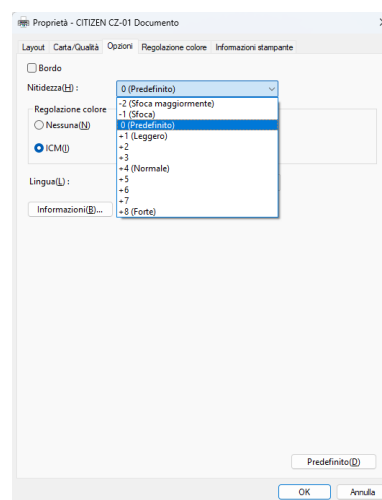 Proprietà - CITIZEN CZ-01 Documento
Layout Carta/Qualità Opzioni Regolazione colore Informazioni stampante
Bordo
Nitidezza(H) : 0 (Predefinito)
-2 (Sfoca maggiormente)
-1 (Sfoca)
0 (Predefinito)
+1 (Leggero)
+2
+3
+4 (Normale)
+5
+6
+7
+8 (Forte)
Regolazione colore
Nessuna(N)
ICM(I)
Lingua(L) :
Informazioni(B)...
Predefinito(D)
OK Annulla